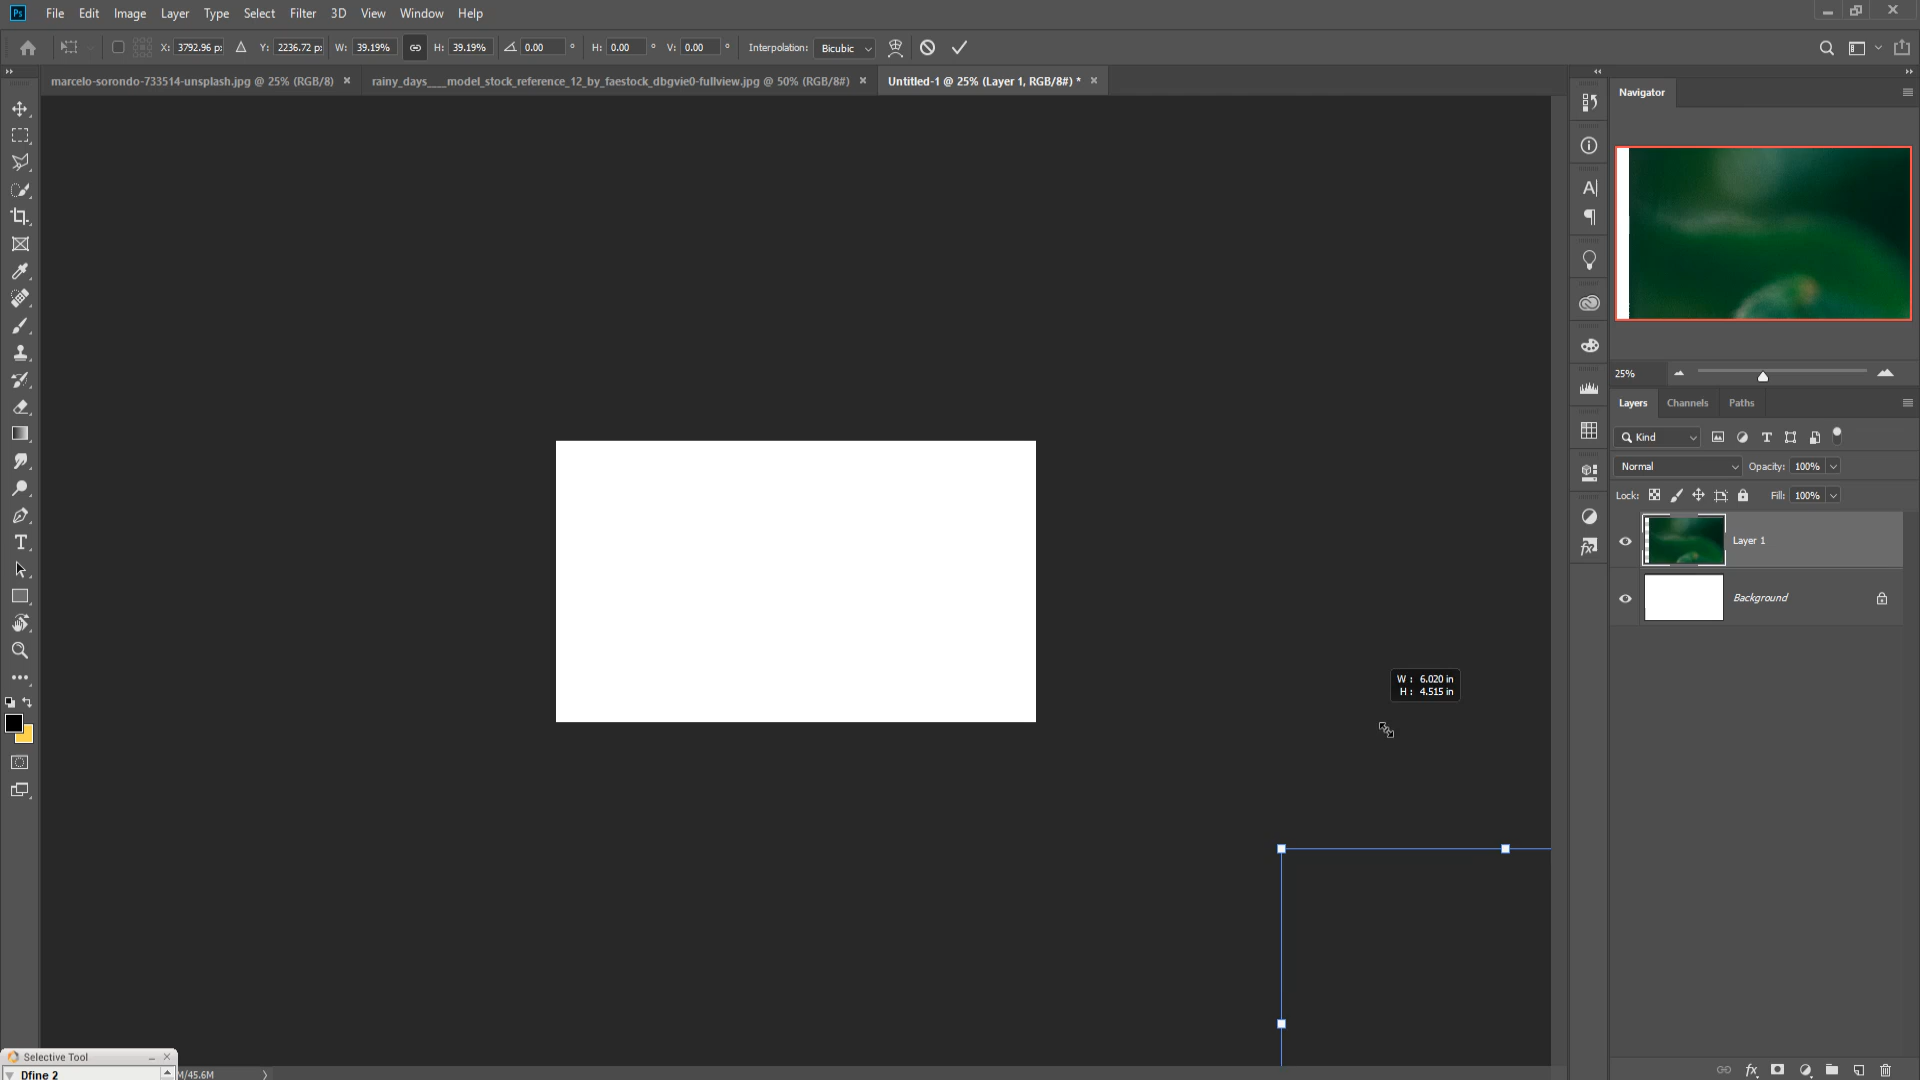 Ps File Edit Image Layer Type Select Filter 3D View Window Help
X: 3792.96 p: Y: 2236.72 p: W: 39.19% H: 39.19% 0.00 ° H: 0.00 ° V: 0.00 ° Interpolation: Bicubic
marcelo-sorondo-733514-unsplash.jpg @ 25% (RGB/8) × rainy_days____model_stock_reference_12_by_faestock_dbgvie0-fullview.jpg @ 50% (RGB/8#) × Untitled-1 @ 25% (Layer 1, RGB/8#) * ×
Navigator
25%
Layers Channels Paths
Kind
Normal Opacity: 100%
Lock: Fill: 100%
Layer 1
Background
W : 6.020 in
H : 4.515 in
Selective Tool
Dfine 2
M/45.6M